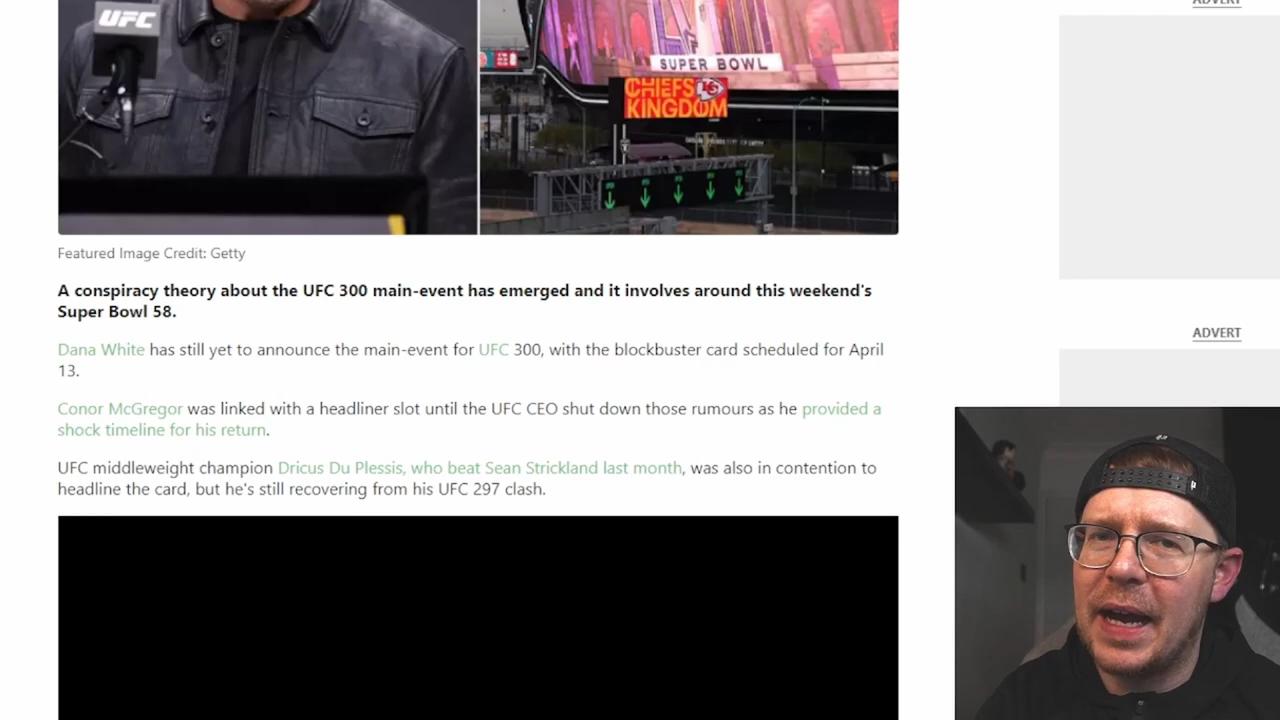 ADVERT
UFC
SUPER BOWL
CHIEFS
KINGDOM
Featured Image Credit: Getty
A conspiracy theory about the UFC 300 main-event has emerged and it involves around this weekend's
Super Bowl 58.
Dana White has still yet to announce the main-event for UFC 300, with the blockbuster card scheduled for April
13.
ADVERT
Conor McGregor was linked with a headliner slot until the UFC CEO shut down those rumours as he provided a
shock timeline for his return.
UFC middleweight champion Dricus Du Plessis, who beat Sean Strickland last month, was also in contention to
headline the card, but he's still recovering from his UFC 297 clash.